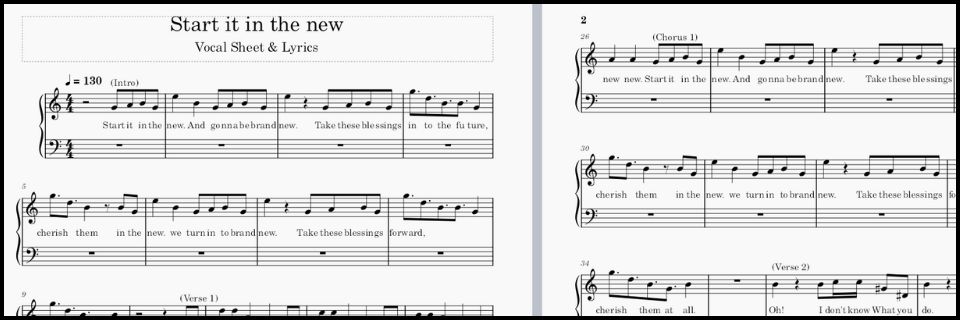 Start it in the new
Vocal Sheet & Lyrics
♩ = 130 (Intro)
Start it in the new. And gonna be brand new. Take these blessings in to the future,
5
cherish them in the new. we turn in to brand new. Take these blessings forward,
9
(Verse 1)
2
26
(Chorus 1)
new new. Start it in the new. And gonna be brand new. Take these blessings
30
cherish them in the new. we turn in to brand new. Take these blessings
34
(Verse 2)
cherish them at all. Oh! I don't know What you do.